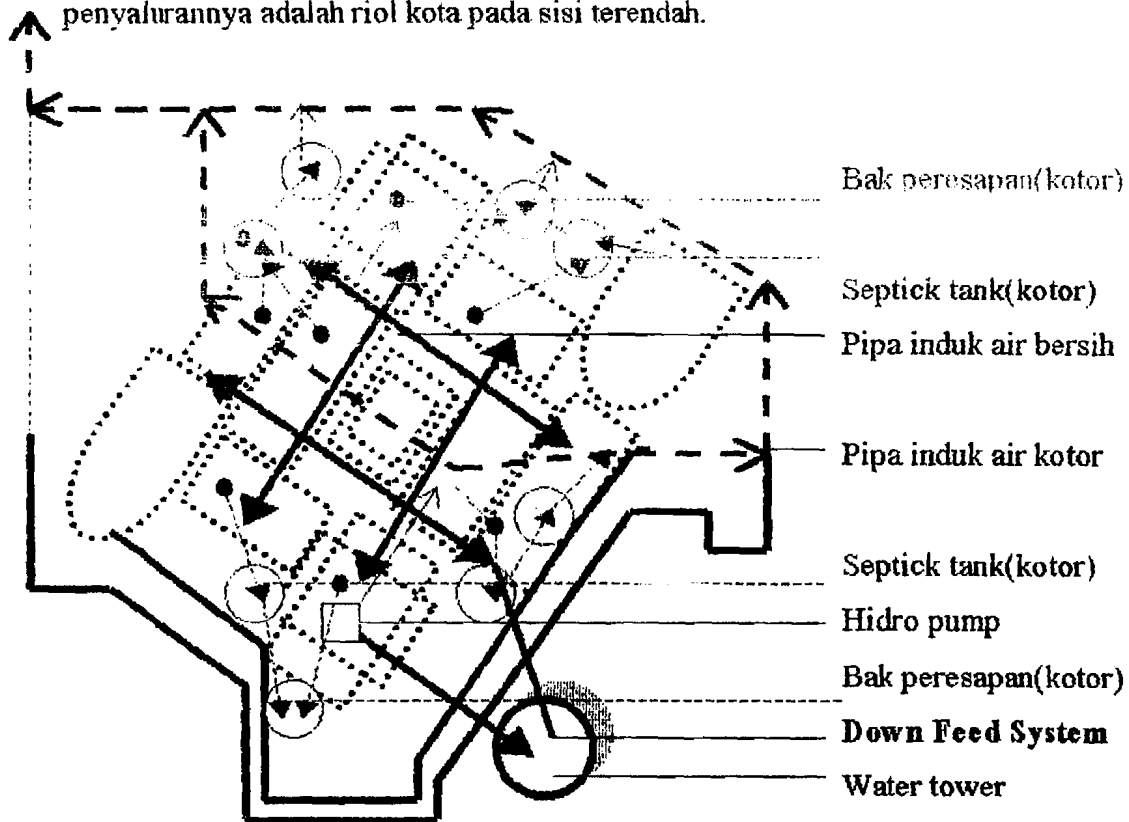 penyalurannya adalah riol kota pada sisi terendah.
Bak peresapan(kotor)
Septick tank(kotor)
Pipa induk air bersih
Pipa induk air kotor
Septick tank(kotor)
Hidro pump
Bak peresapan(kotor)
Down Feed System
Water tower